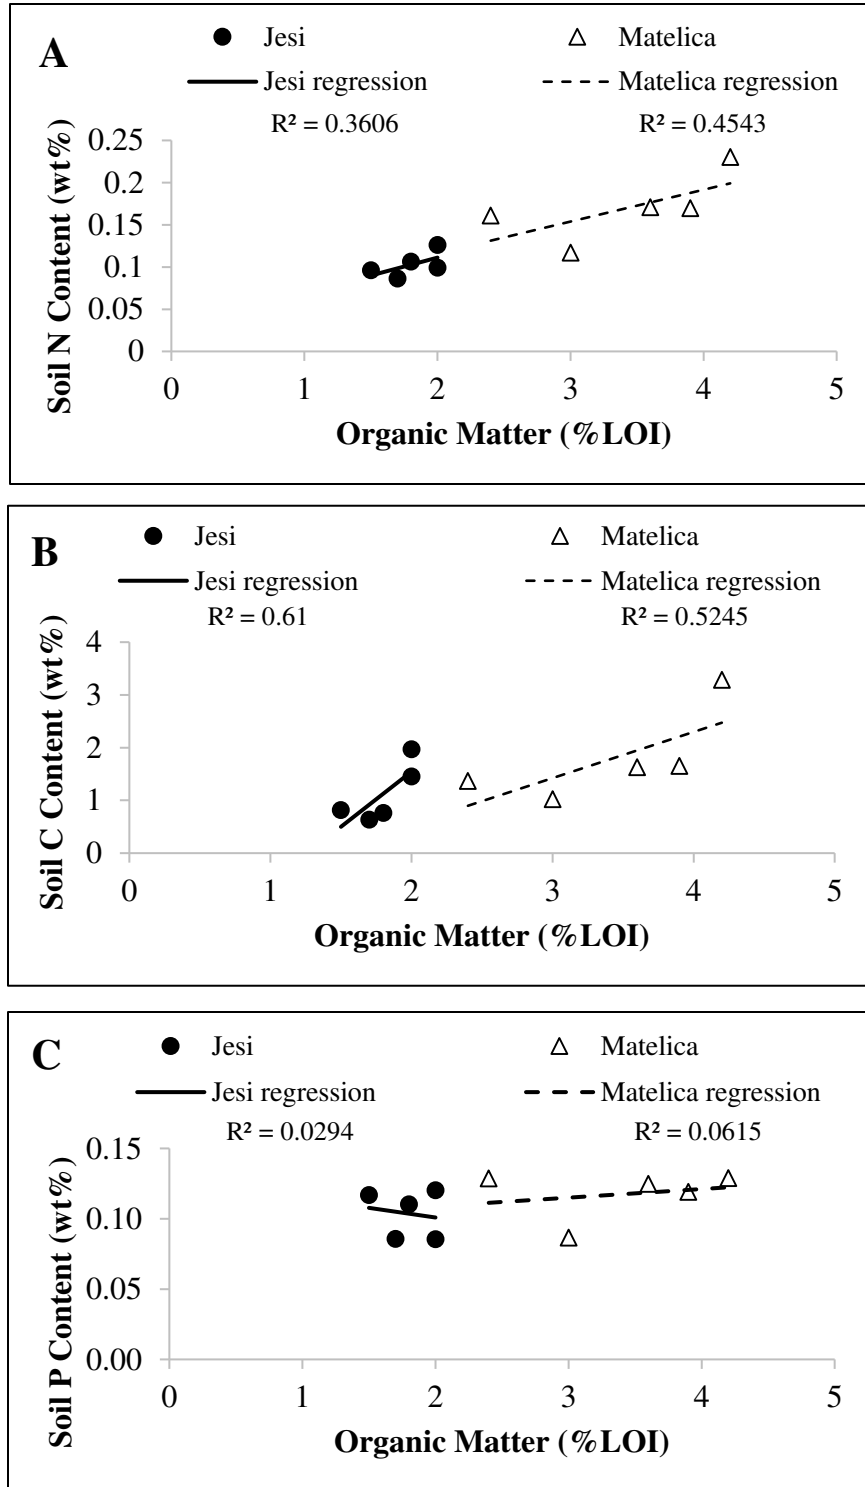 A
Jesi
Matelica
Jesi regression
Matelica regression
R² = 0.3606
R² = 0.4543
Soil N Content (wt%)
0.25
0.2
0.15
0.1
0.05
0
0 1 2 3 4 5
Organic Matter (%LOI)
B
Jesi
Matelica
Jesi regression
Matelica regression
R² = 0.61
R² = 0.5245
Soil C Content (wt%)
4
3
2
1
0
0 1 2 3 4 5
Organic Matter (%LOI)
C
Jesi
Matelica
Jesi regression
Matelica regression
R² = 0.0294
R² = 0.0615
Soil P Content (wt%)
0.15
0.10
0.05
0.00
0 1 2 3 4 5
Organic Matter (%LOI)